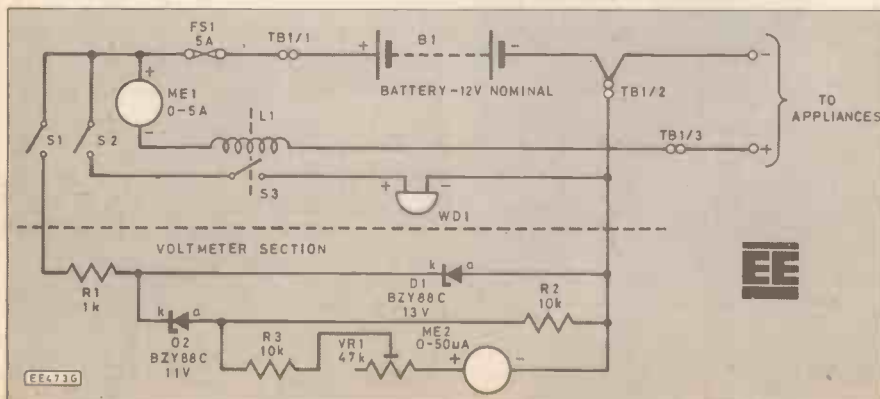 FS1
5A
TB1/1
+
B1
-
BATTERY-12V NOMINAL
-
TB1/2
TO
APPLIANCES
+
TB1/3
+
ME1
0-5A
-
L1
S1
S2
S3
+
-
WD1
VOLTMETER SECTION
R1
1k
k
a
D1
BZY88C
13V
R2
10k
k
a
D2
BZY88C
11V
R3
10k
VR1
47k
ME2
0-50uA
+
-
EE
EE473G